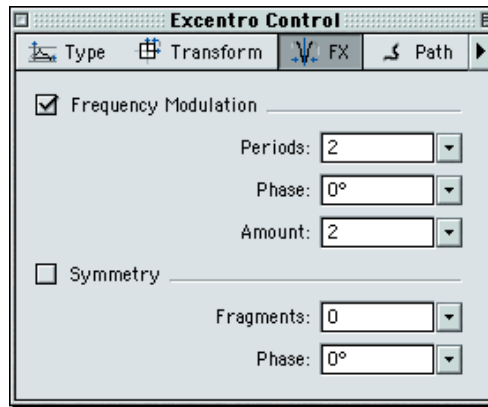 Excentro Control
Type Transform FX Path
Frequency Modulation
Periods: 2
Phase: 0°
Amount: 2
Symmetry
Fragments: 0
Phase: 0°